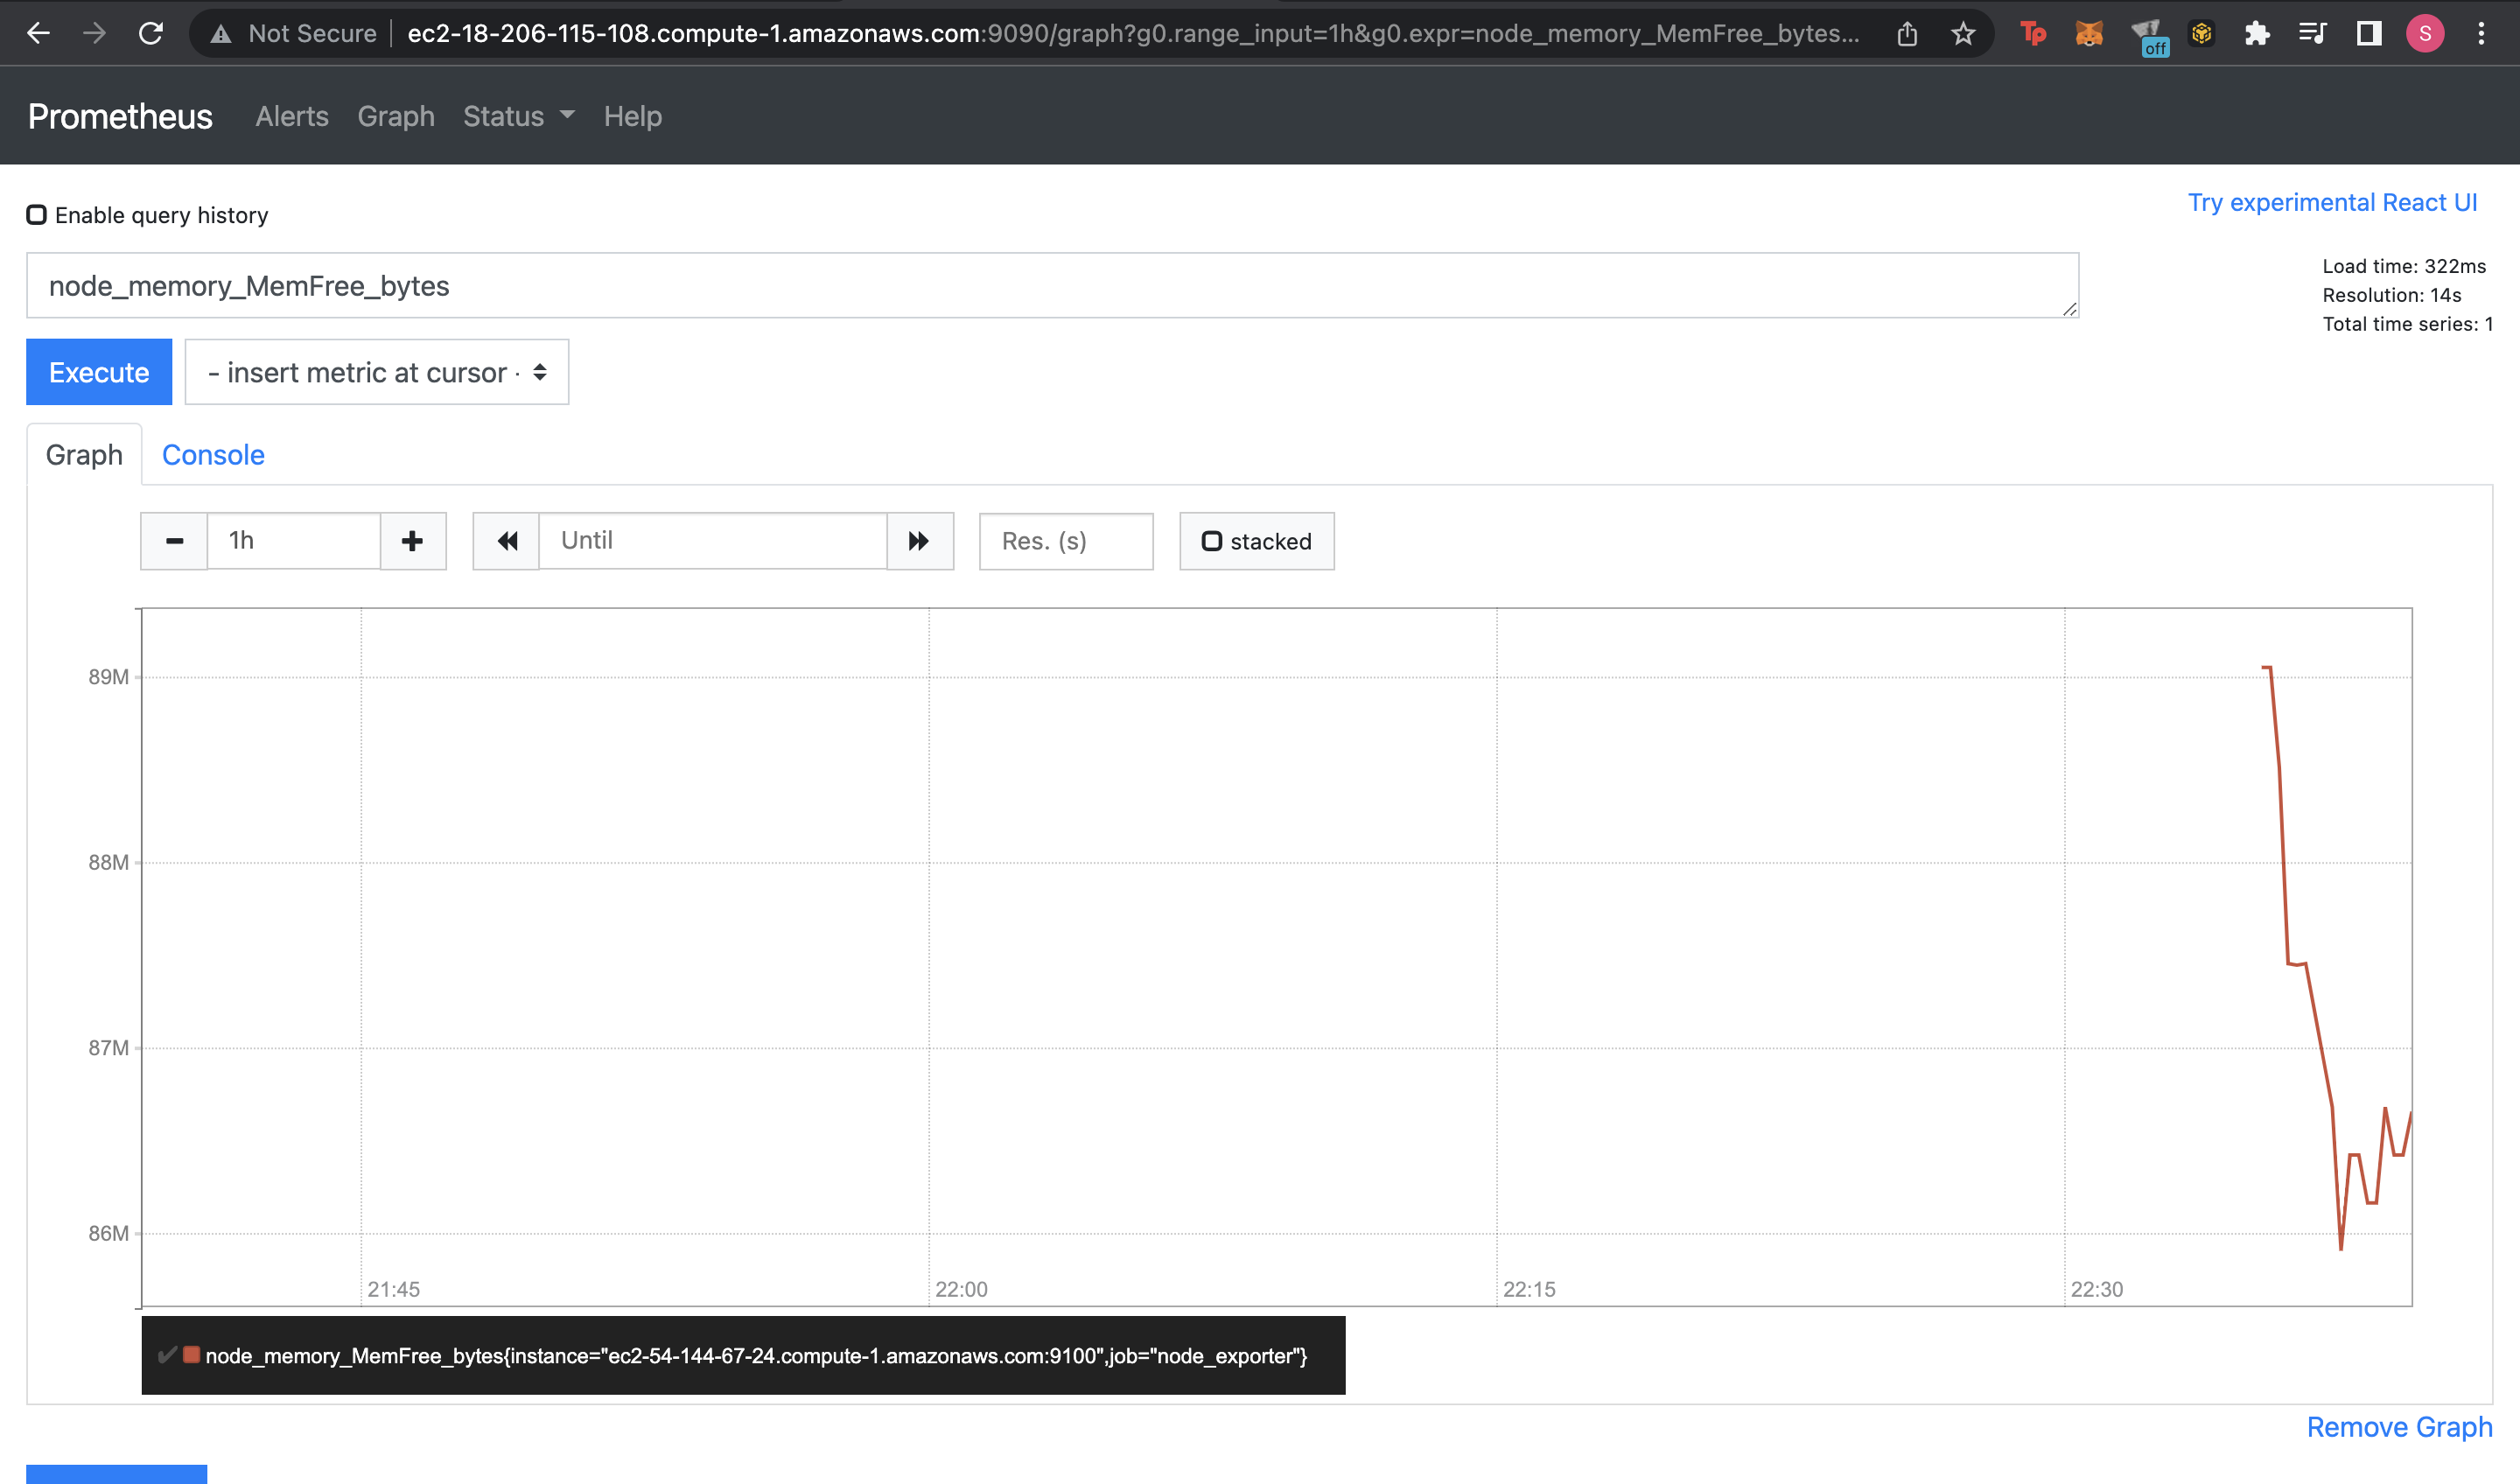 Not Secure ec2-18-206-115-108.compute-1.amazonaws.com:9090/graph?g0.range_input=1h&g0.expr=node_memory_MemFree_bytes...
Tp
off
S
Prometheus Alerts Graph Status Help
Enable query history
Try experimental React UI
node_memory_MemFree_bytes
Load time: 322ms
Resolution: 14s
Total time series: 1
Execute
- insert metric at cursor -
Graph Console
1h
Until
Res. (s)
stacked
89M
88M
87M
86M
21:45 22:00 22:15 22:30
node_memory_MemFree_bytes{instance="ec2-54-144-67-24.compute-1.amazonaws.com:9100",job="node_exporter"}
Remove Graph